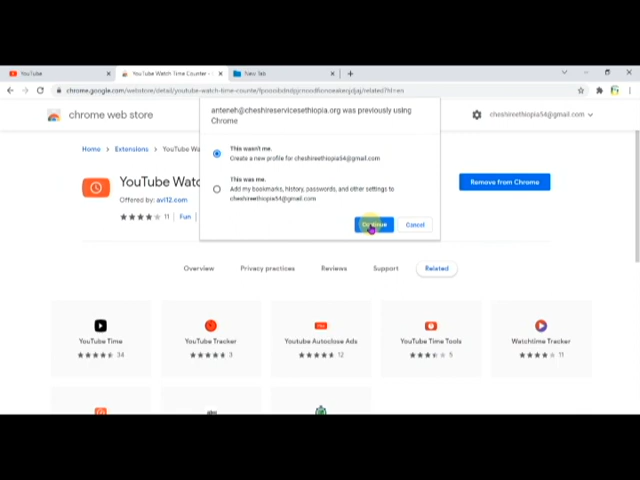 YouTube
YouTube Watch Time Counter -
New Tab
chrome.google.com/webstore/detail/youtube-watch-time-counte/
/related?hl=en
anteneh@cheshireservicesethiopia.org was previously using
Chrome
chrome web store
cheshireethiopia54@gmail.com
This wasn't me.
Create a new profile for cheshireethiopia54@gmail.com
Home
Extensions
YouTube Wa
This was me.
Add my bookmarks, history, passwords, and other settings to
cheshireethiopia54@gmail.com
YouTube Watc
Remove from Chrome
Offered by: avi12.com
11
Fun
Continue
Cancel
Overview
Privacy practices
Reviews
Support
Related
YouTube Time
YouTube Tracker
Youtube Autoclose Ads
YouTube Time Tools
Watchtime Tracker
34
3
12
5
11